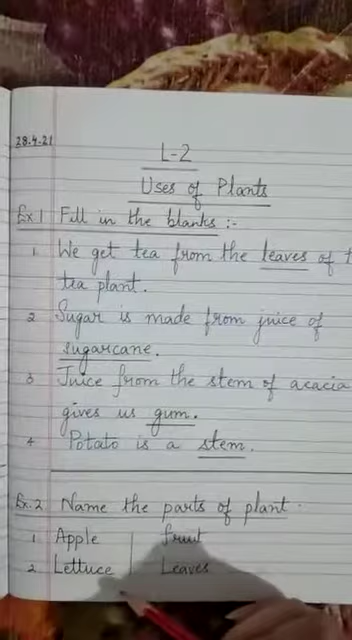 28.4.21
L-2
Uses of Plants
Ex 1 Fill in the blanks :-
1 We get tea from the leaves of t
tea plant.
2 Sugar is made from juice of
sugarcane.
3 Juice from the stem of acacia
gives us gum.
4 Potato is a stem.
Ex.2 Name the parts of plant.
1 Apple fruit
2 Lettuce Leaves